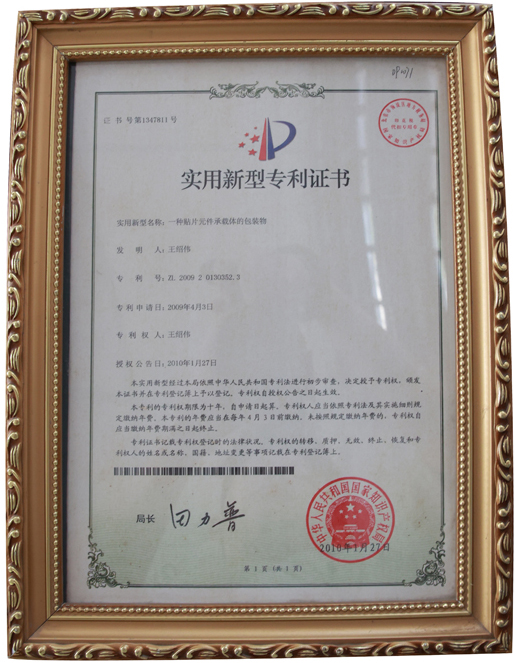 证 书 号 第1347811号
实用新型专利证书
实用新型名称：一种贴片元件承载体的包装物
发 明 人：王绍伟
专 利 号：ZL 2009 2 0130352.3
专利申请日：2009年4月3日
专 利 权 人：王绍伟
授权公告日：2010年1月27日
本实用新型经过本局依照中华人民共和国专利法进行初步审查，决定授予专利权，颁发
本证书并在专利登记簿上予以登记。专利权自授权公告之日起生效。
本专利的专利权期限为十年，自申请日起算。专利权人应当依照专利法及其实施细则规
定缴纳年费。本专利的年费应当在每年4月3日前缴纳。未按照规定缴纳年费的，专利权自
应当缴纳年费期满之日起终止。
专利证书记载专利权登记时的法律状况。专利权的转移、质押、无效、终止、恢复和专
利权人的姓名或名称、国籍、地址变更等事项记载在专利登记簿上。
局长 田力普
中华人民共和国国家知识产权局
2010年1月27日
第 1 页（共 1 页）